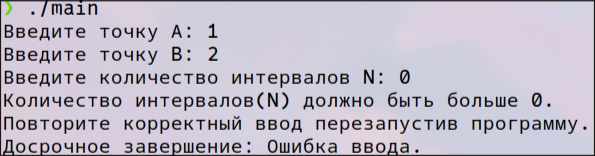 ❯ ./main
Введите точку A: 1
Введите точку B: 2
Введите количество интервалов N: 0
Количество интервалов(N) должно быть больше 0.
Повторите корректный ввод перезапустив программу.
Досрочное завершение: Ошибка ввода.